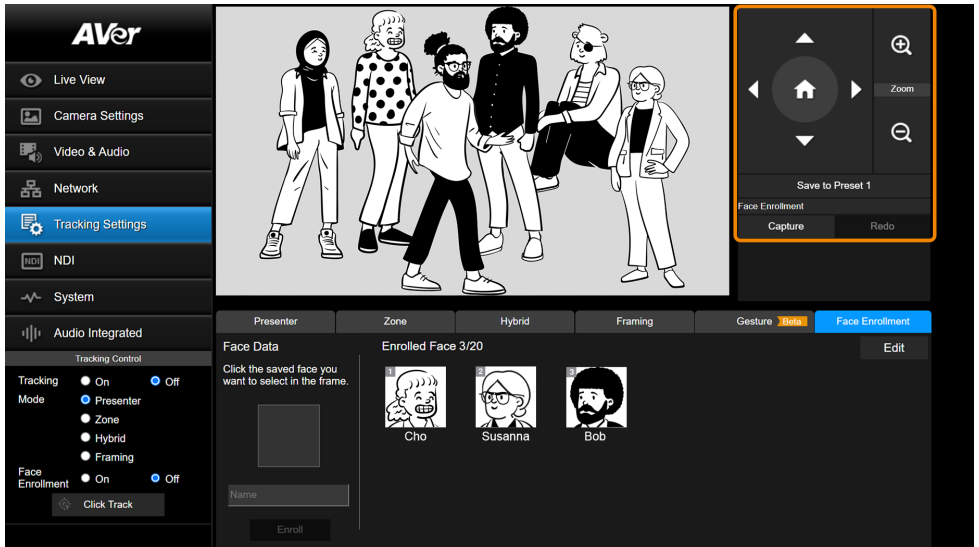 AVer
Live View
Camera Settings
Video & Audio
Network
Tracking Settings
NDI NDI
System
Audio Integrated
Tracking Control
Tracking On Off
Mode Presenter
Zone
Hybrid
Framing
Face
Enrollment On Off
Click Track
Zoom
Save to Preset 1
Face Enrollment
Capture Redo
Presenter Zone Hybrid Framing Gesture Beta Face Enrollment
Face Data
Click the saved face you
want to select in the frame.
Name
Enroll
Enrolled Face 3/20
Edit
1 2 3
Cho Susanna Bob